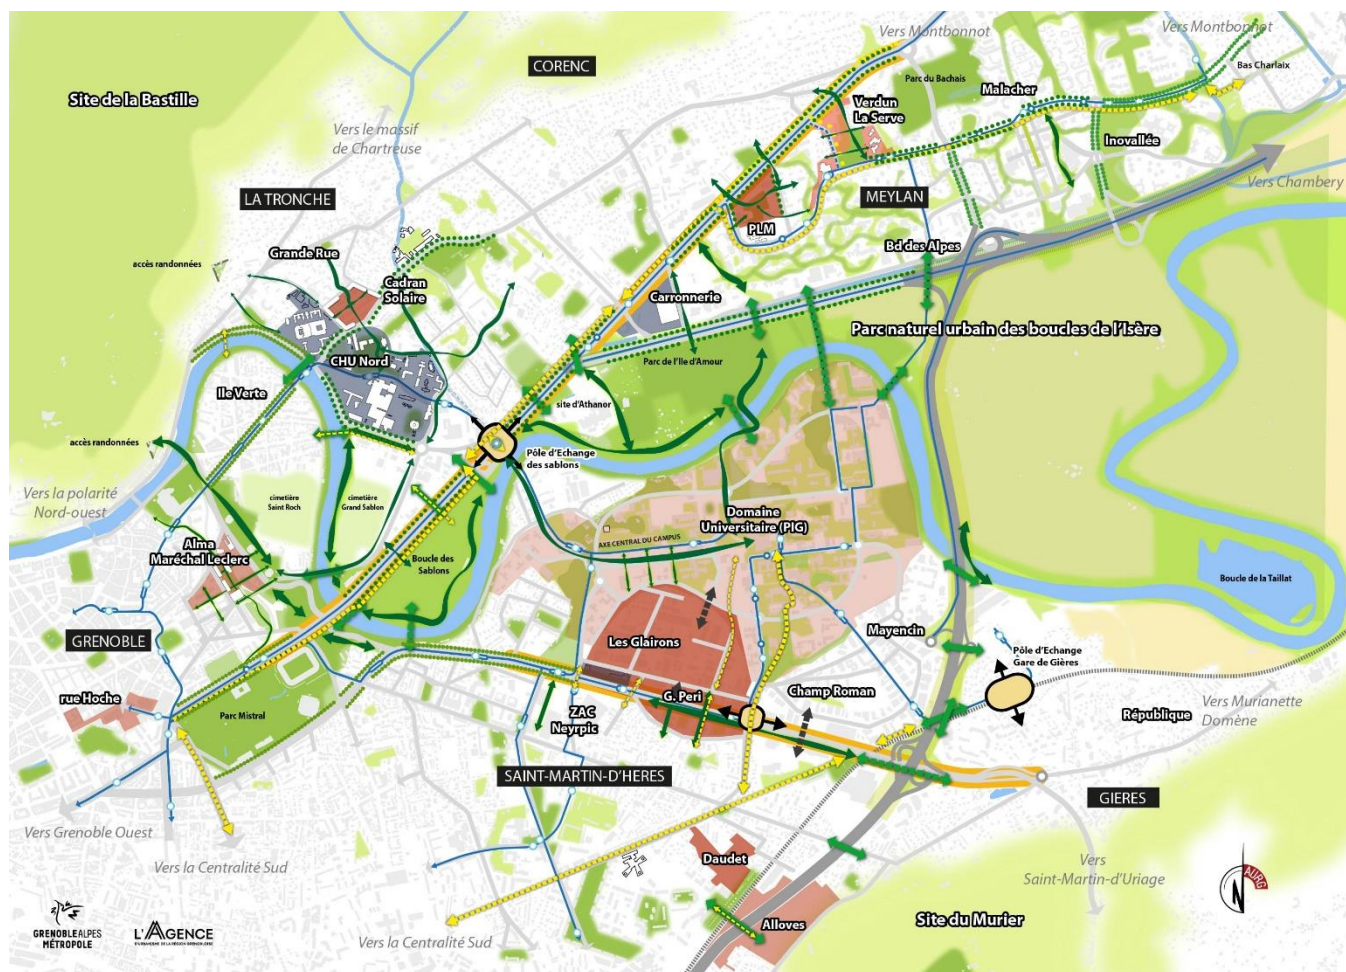 Vers Montbonnot
Vers Montbonnot
CORENC
Bas Charlaix
Parc du Bachais
Malacher
Site de la Bastille
Verdun
La Serve
Vers le massif
de Chartreuse
Inovallée
Vers Chambery
LA TRONCHE
MEYLAN
PLM
Grande Rue
Bd des Alpes
accès randonnées
Cadran
Solaire
Carronnerie
Parc naturel urbain des boucles de l'Isère
CHU Nord
Parc de l'Ile d'Amour
Ile Verte
site d'Athanor
accès randonnées
Pôle d'Echange
des sablons
Vers la polarité
Nord-ouest
cimetière
Saint Roch
cimetière
Grand Sablon
Domaine
Universitaire (PIG)
AXE CENTRAL DU CAMPUS
Alma
Maréchal Leclerc
Boucle des
Sablons
Boucle de la Taillat
GRENOBLE
Les Glairons
Mayencin
Pôle d'Echange
Gare de Gières
rue Hoche
G. Peri
Champ Roman
Vers Murianette
Domène
Parc Mistral
ZAC
Neyrpic
République
SAINT-MARTIN-D'HERES
GIERES
Vers Grenoble Ouest
Vers la Centralité Sud
Daudet
Vers
Saint-Martin-d'Uriage
AURG
N
Alloves
Site du Murier
GRENOBLEALPES
MÉTROPOLE
L'AGENCE
D'URBANISME DE LA RÉGION GRENOBLOISE
Vers la Centralité Sud